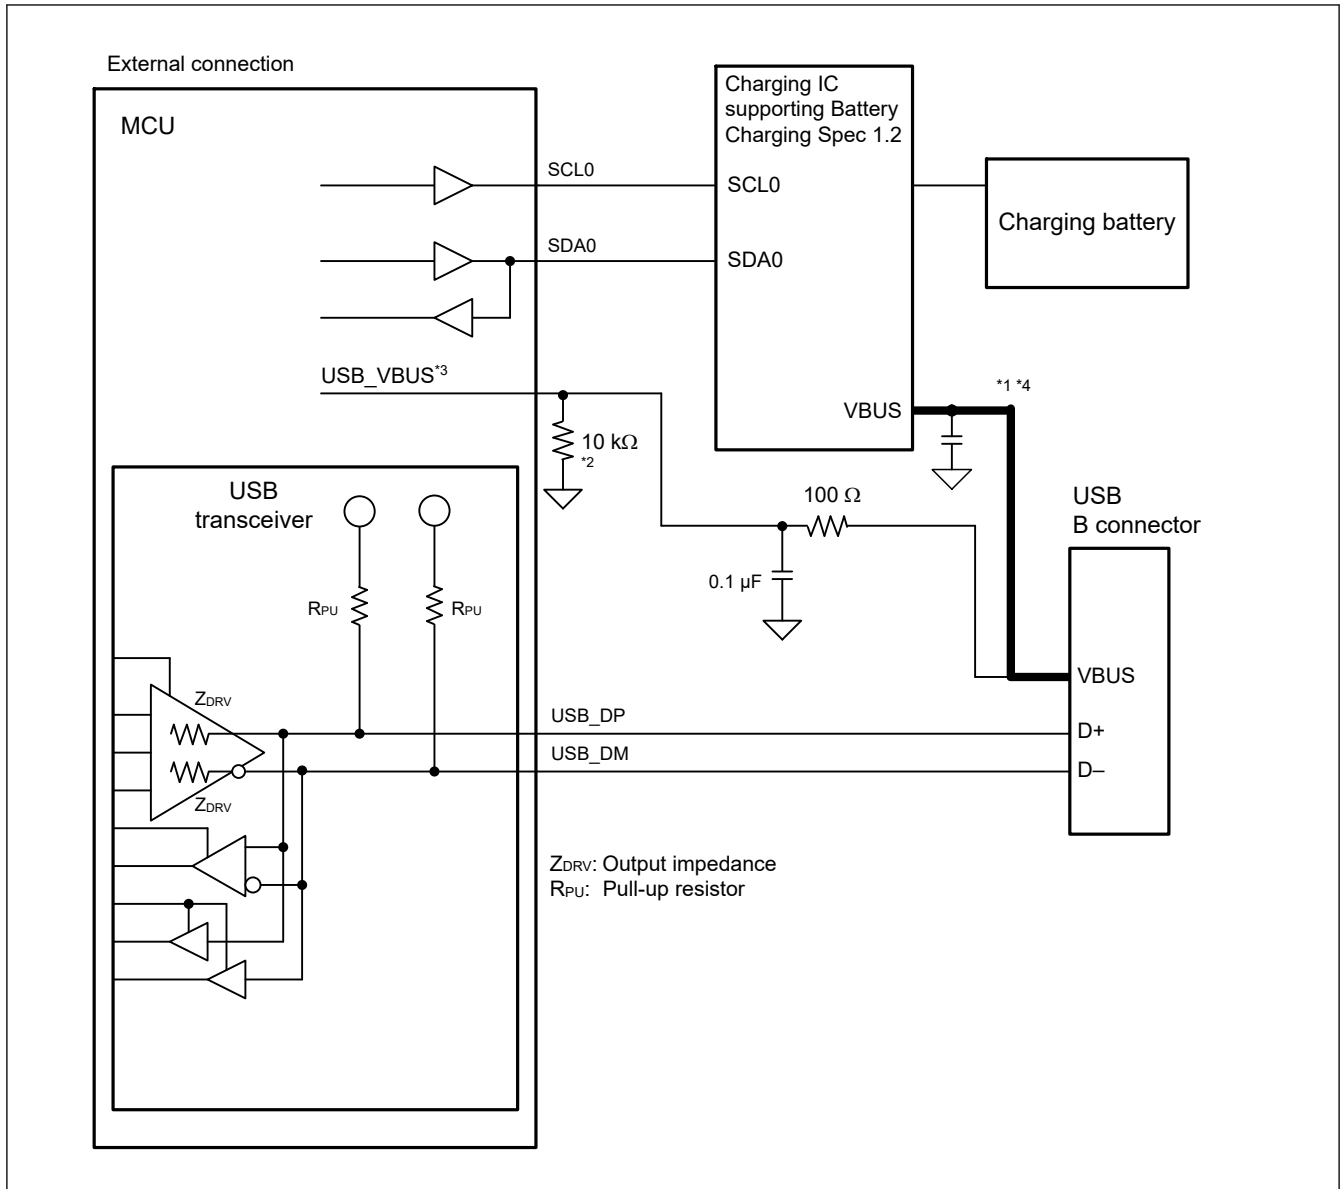 External connection
MCU
Charging IC
supporting Battery
Charging Spec 1.2
SCL0
SCL0
Charging battery
SDA0
SDA0
USB_VBUS*3
*1 *4
VBUS
10 kΩ
*2
USB
transceiver
100 Ω
USB
B connector
0.1 µF
RPU
RPU
VBUS
ZDRV
USB_DP
D+
USB_DM
D–
ZDRV
ZDRV: Output impedance
RPU: Pull-up resistor